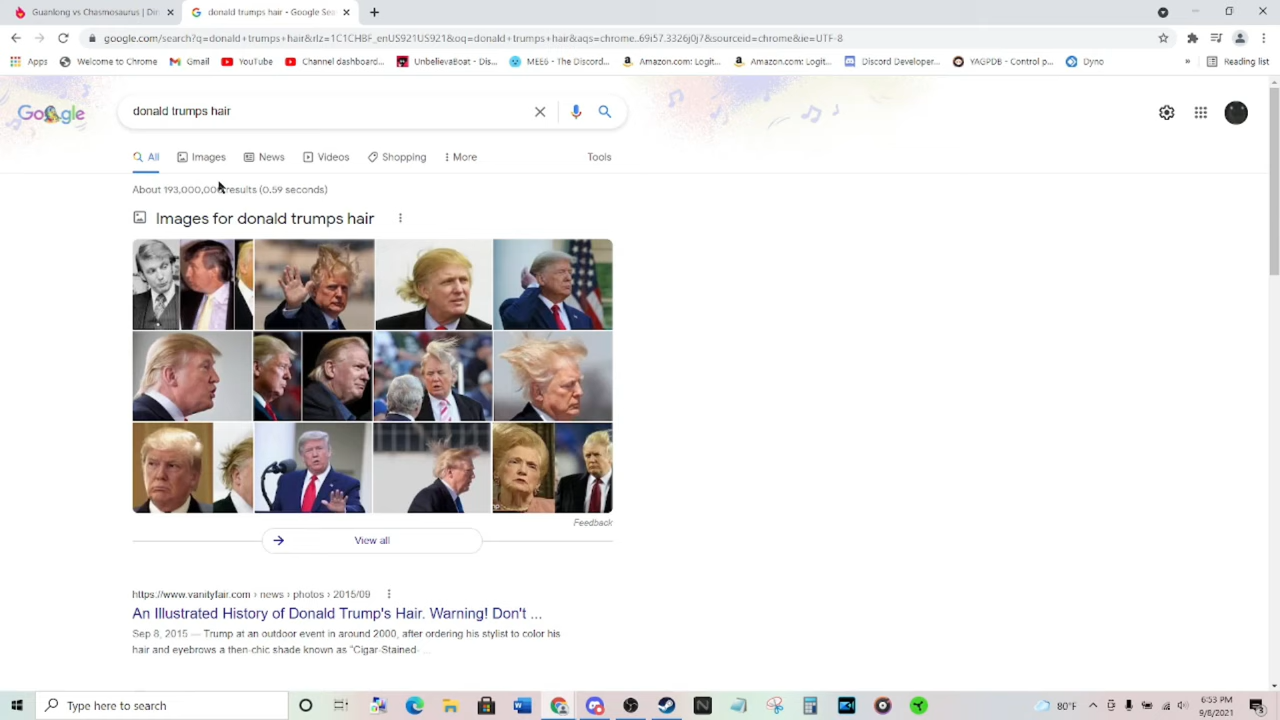 Guanlong vs Chasmosaurus | Di
donald trumps hair - Google Sea
google.com/search?q=donald+trumps+hair&rlz=1C1CHBF_enUS921US921&oq=donald+trumps+hair&aqs=chrome..69i57.3326j0j7&sourceid=chrome&ie=UTF-8
Apps Welcome to Chrome Gmail YouTube Channel dashboard... UnbelievaBoat - Dis... MEE6 - The Discord... Amazon.com: Logit... Amazon.com: Logit... Discord Developer... YAGPDB - Control p... Dyno » Reading list
Google
donald trumps hair
All Images News Videos Shopping More Tools
About 193,000,000 results (0.59 seconds)
Images for donald trumps hair
Feedback
View all
https://www.vanityfair.com › news › photos › 2015/09
An Illustrated History of Donald Trump's Hair. Warning! Don't ...
Sep 8, 2015 — Trump at an outdoor event in around 2000, after ordering his stylist to color his
hair and eyebrows a then-chic shade known as "Cigar-Stained ...
Type here to search
80°F
6:53 PM
9/8/2021